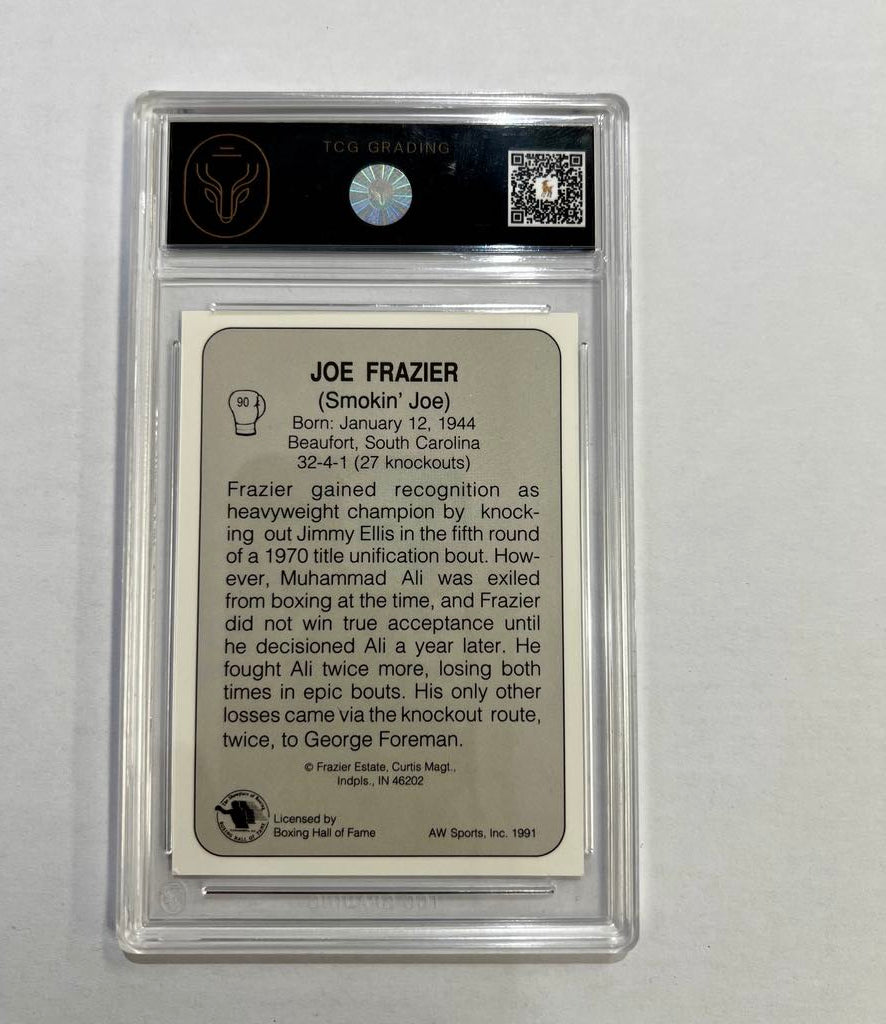 TCG GRADING
JOE FRAZIER
90
(Smokin' Joe)
Born: January 12, 1944
Beaufort, South Carolina
32-4-1 (27 knockouts)
Frazier gained recognition as
heavyweight champion by knock-
ing out Jimmy Ellis in the fifth round
of a 1970 title unification bout. How-
ever, Muhammad Ali was exiled
from boxing at the time, and Frazier
did not win true acceptance until
he decisioned Ali a year later. He
fought Ali twice more, losing both
times in epic bouts. His only other
losses came via the knockout route,
twice, to George Foreman.
© Frazier Estate, Curtis Magt.,
Indpls., IN 46202
Licensed by
Boxing Hall of Fame
AW Sports, Inc. 1991